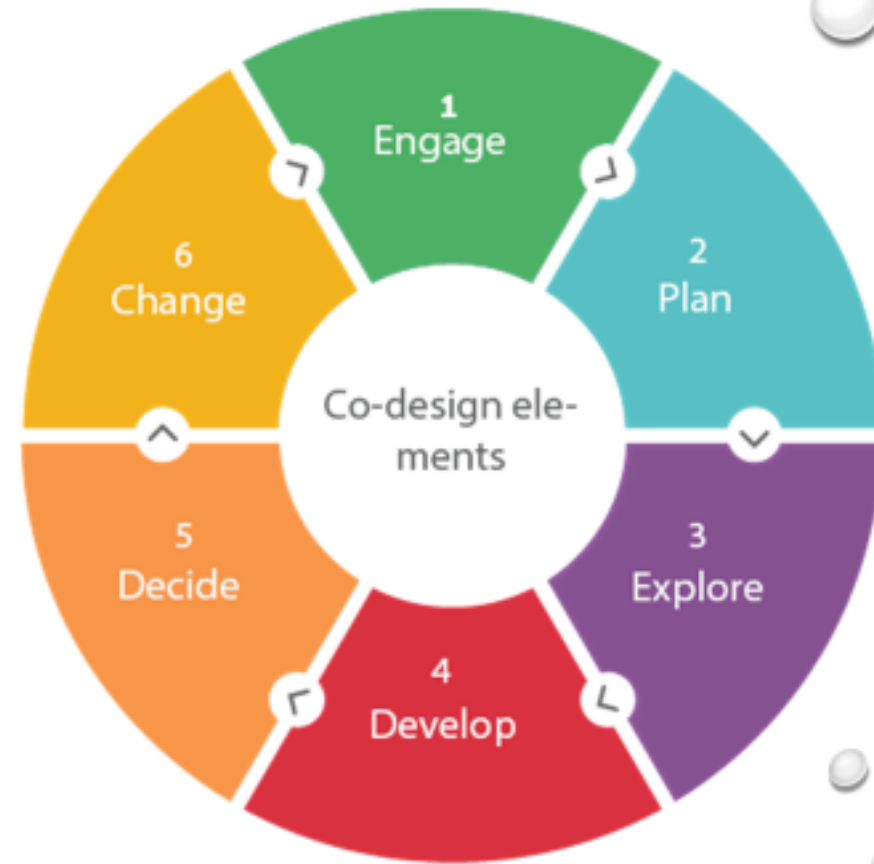 1
Engage
2
Plan
3
Explore
4
Develop
5
Decide
6
Change
Co-design ele-
ments